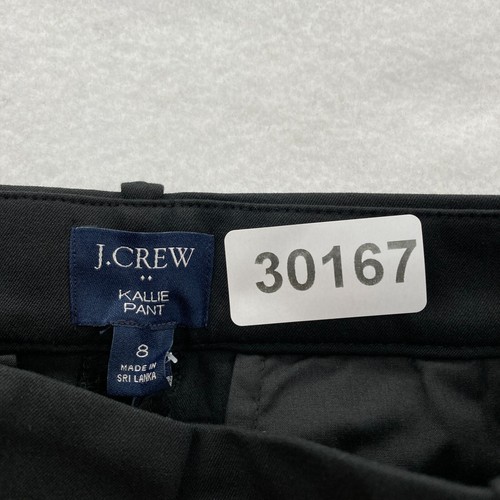 J.CREW
KALLIE
PANT
8
MADE IN
SRI LANKA
30167